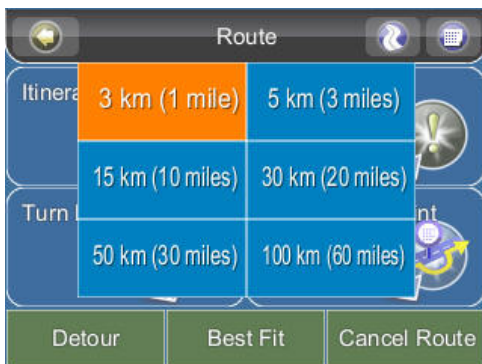 Route
Itinera
3 km (1 mile)
5 km (3 miles)
15 km (10 miles)
30 km (20 miles)
Turn
nt
50 km (30 miles)
100 km (60 miles)
Detour
Best Fit
Cancel Route